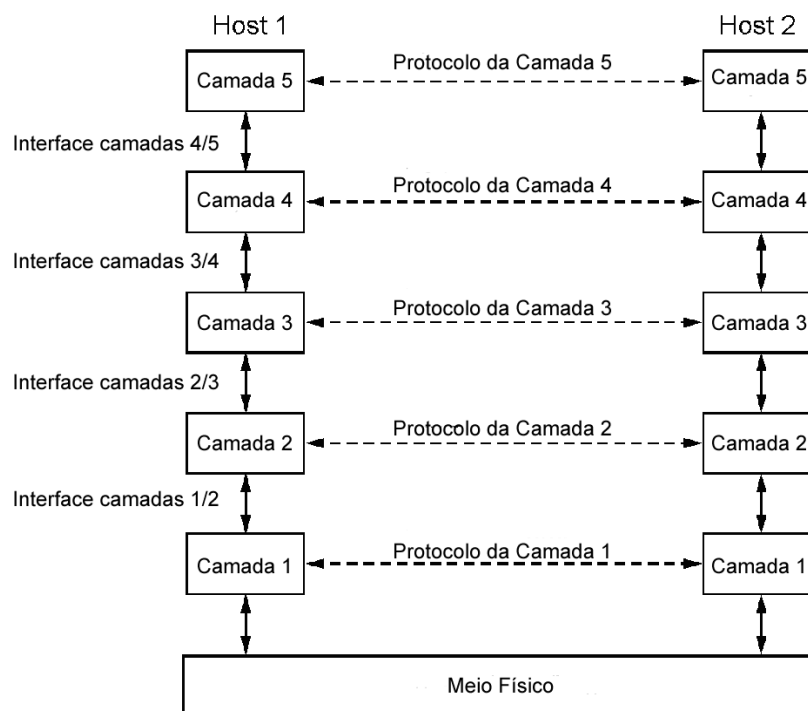 Host 1
Host 2
Protocolo da Camada 5
Camada 5
Camada 5
Interface camadas 4/5
Protocolo da Camada 4
Camada 4
Camada 4
Interface camadas 3/4
Protocolo da Camada 3
Camada 3
Camada 3
Interface camadas 2/3
Protocolo da Camada 2
Camada 2
Camada 2
Interface camadas 1/2
Protocolo da Camada 1
Camada 1
Camada 1
Meio Físico